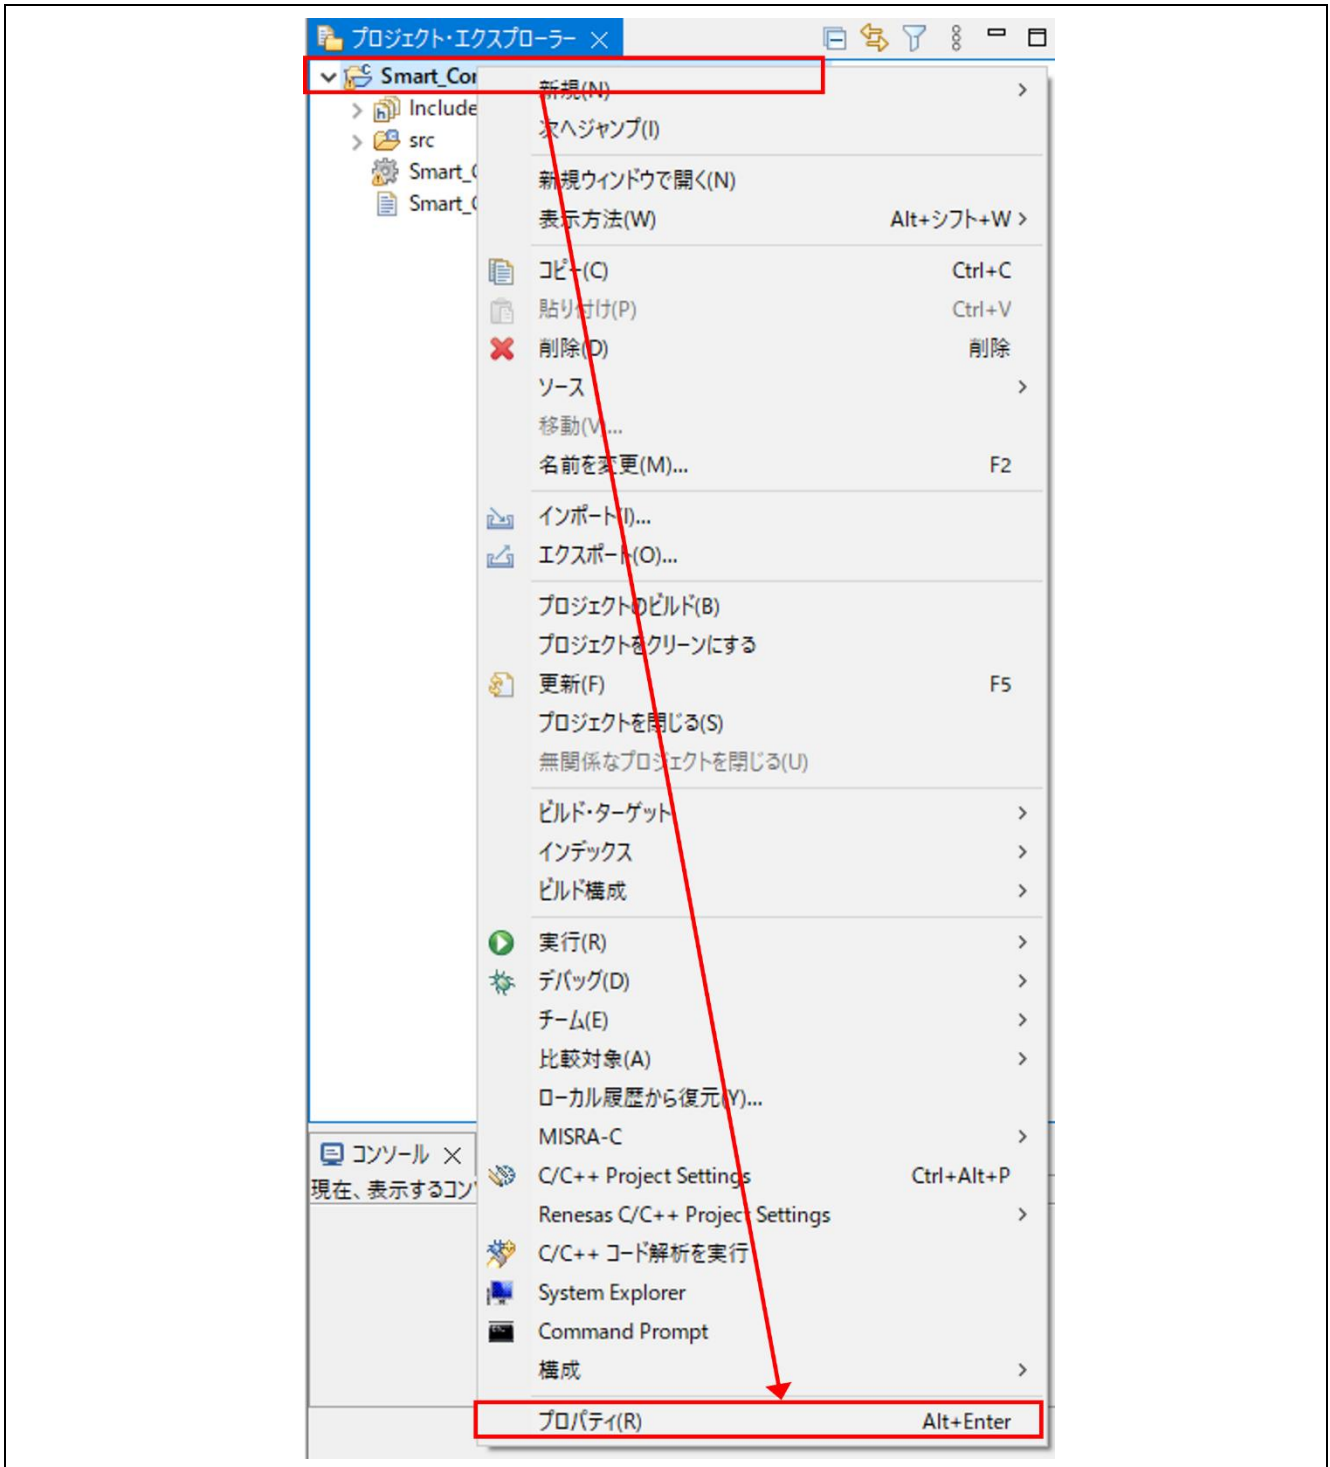 プロジェクト・エクスプローラー
Smart_Cor
新規(N)
Include
次へジャンプ(I)
src
Smart_
新規ウィンドウで開く(N)
Smart_
表示方法(W) Alt+シフト+W
コピー(C) Ctrl+C
貼り付け(P) Ctrl+V
削除(D) 削除
ソース
移動(V)...
名前を変更(M)... F2
インポート(I)...
エクスポート(O)...
プロジェクトのビルド(B)
プロジェクトをクリーンにする
更新(F) F5
プロジェクトを閉じる(S)
無関係なプロジェクトを閉じる(U)
ビルド・ターゲット
インデックス
ビルド構成
実行(R)
デバッグ(D)
チーム(E)
比較対象(A)
ローカル履歴から復元(Y)...
MISRA-C
コンソール
C/C++ Project Settings Ctrl+Alt+P
現在、表示するコン
Renesas C/C++ Project Settings
C/C++ コード解析を実行
System Explorer
Command Prompt
構成
プロパティ(R) Alt+Enter